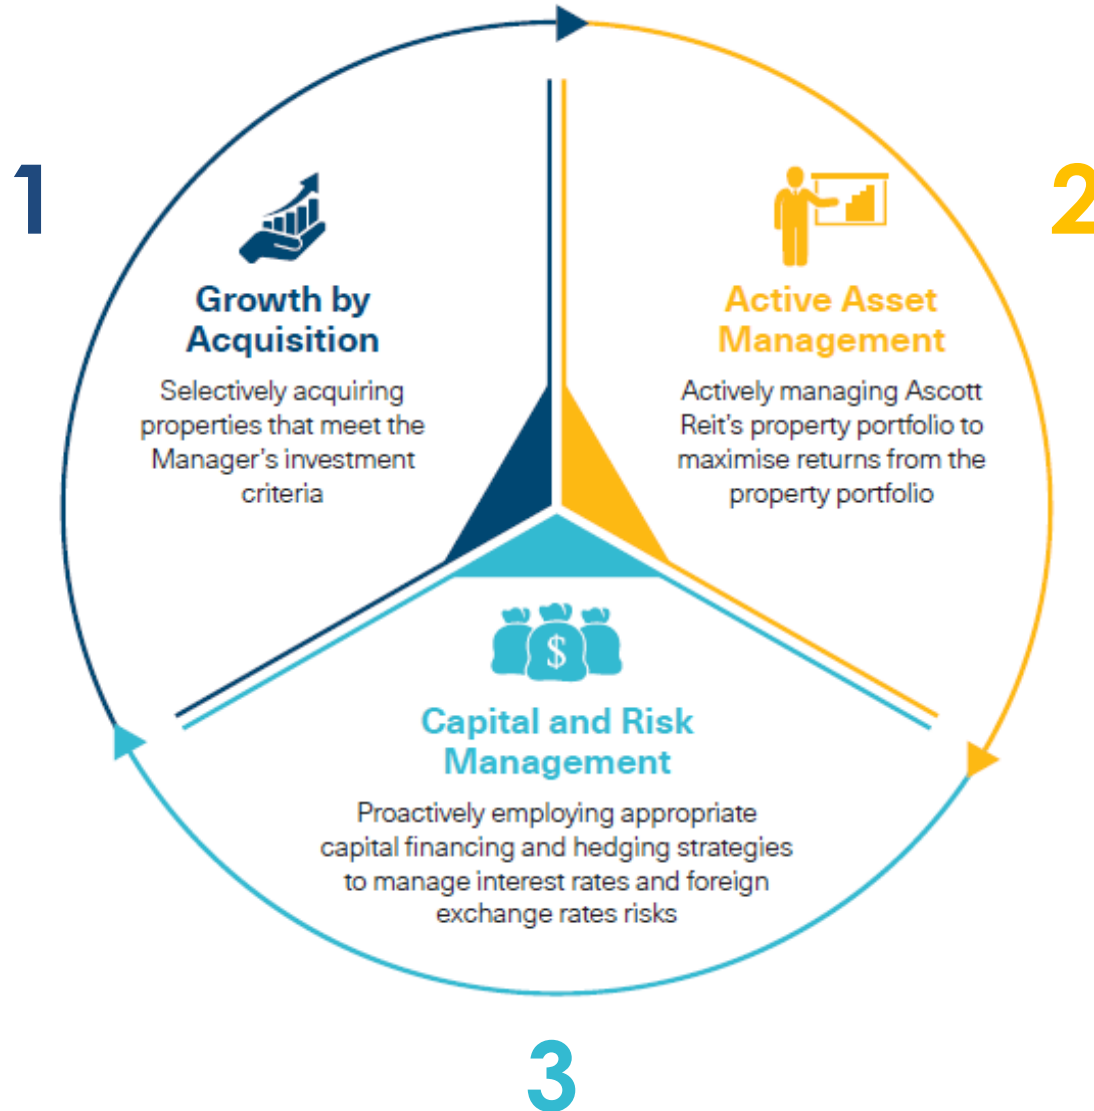 1
Growth by
Acquisition
Selectively acquiring
properties that meet the
Manager's investment
criteria
2
Active Asset
Management
Actively managing Ascott
Reit's property portfolio to
maximise returns from the
property portfolio
$
Capital and Risk
Management
Proactively employing appropriate
capital financing and hedging strategies
to manage interest rates and foreign
exchange rates risks
3